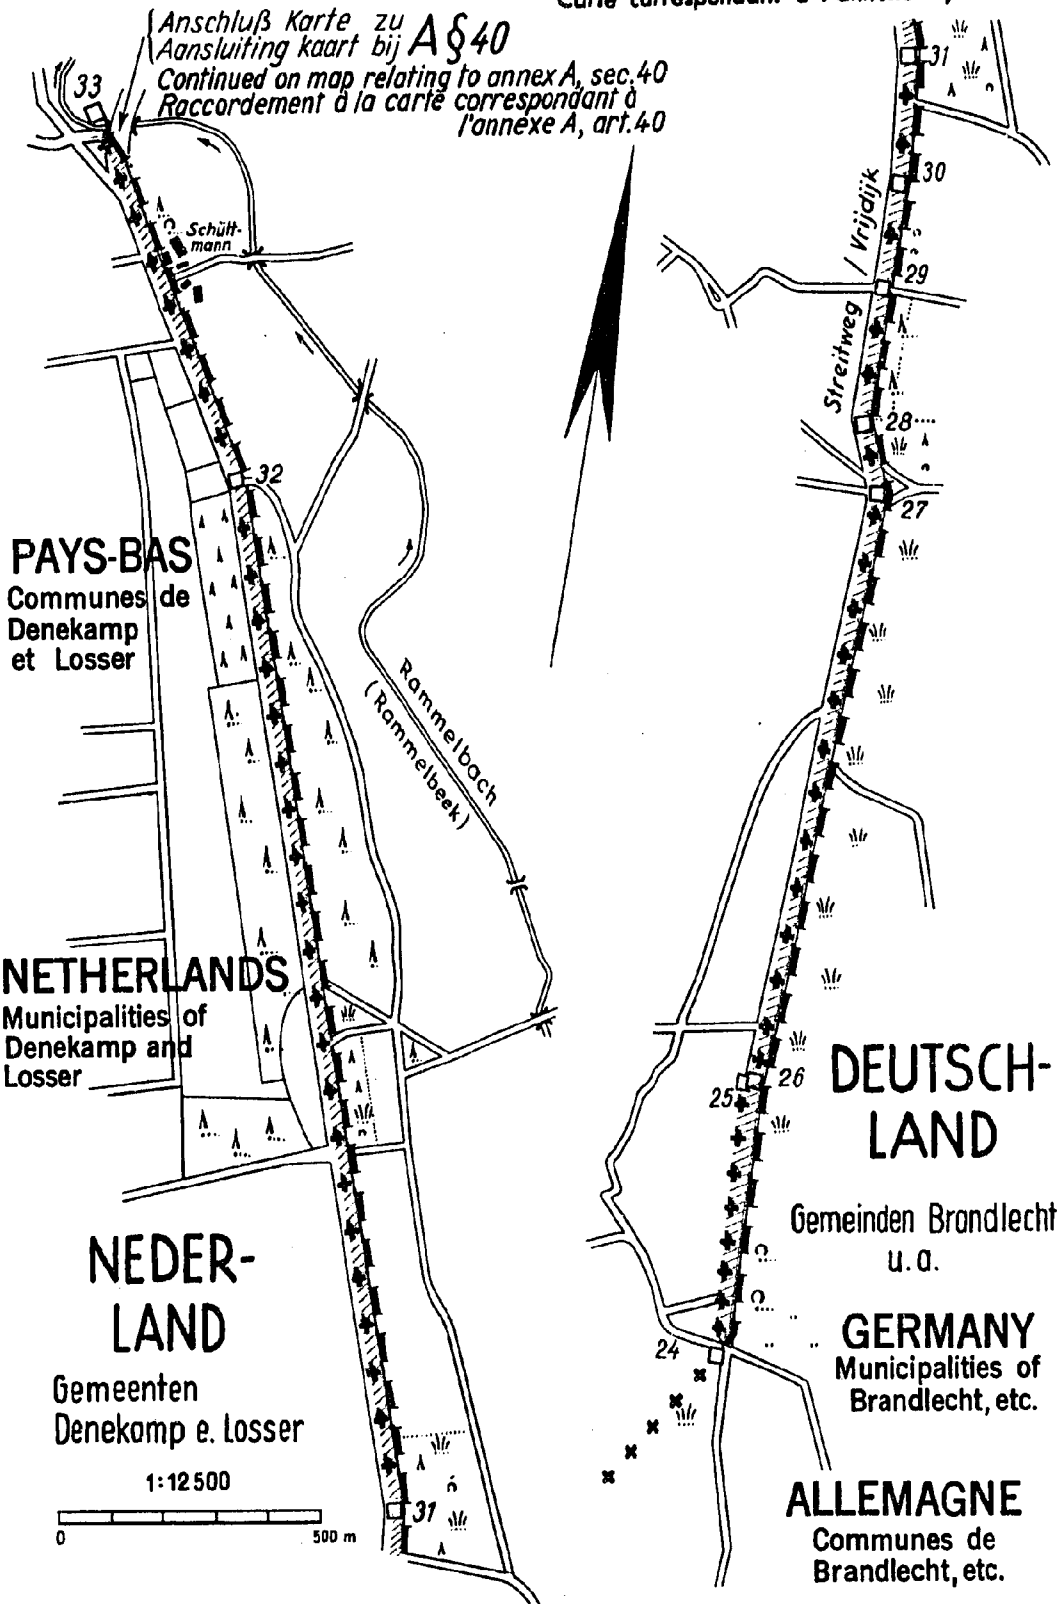 Anschluß Karte zu
Aansluiting kaart bij A§40
Continued on map relating to annex A, sec. 40
Raccordement à la carte correspondant à
l'annexe A, art. 40
33
Schütt-
mann
32
PAYS-BAS
Communes de
Denekamp
et Losser
Rammelbach
(Rammelbeek)
NETHERLANDS
Municipalities of
Denekamp and
Losser
NEDER-
LAND
Gemeenten
Denekamp e. Losser
1:12500
0 500 m
31
31
30
Streitweg / Vrijdijk
29
28
27
26
25
DEUTSCH-
LAND
Gemeinden Brandlecht
u. a.
24
GERMANY
Municipalities of
Brandlecht, etc.
ALLEMAGNE
Communes de
Brandlecht, etc.